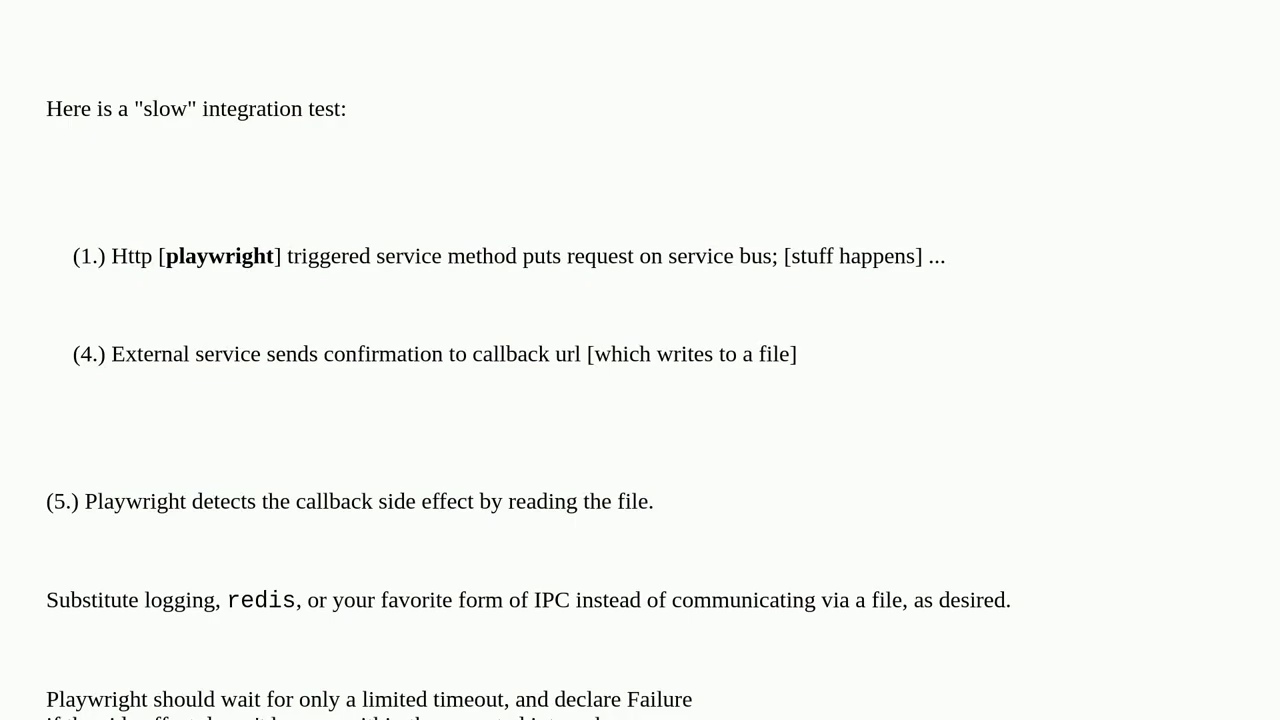 Here is a "slow" integration test:
(1.) Http [playwright] triggered service method puts request on service bus; [stuff happens] ...
(4.) External service sends confirmation to callback url [which writes to a file]
(5.) Playwright detects the callback side effect by reading the file.
Substitute logging, redis, or your favorite form of IPC instead of communicating via a file, as desired.
Playwright should wait for only a limited timeout, and declare Failure